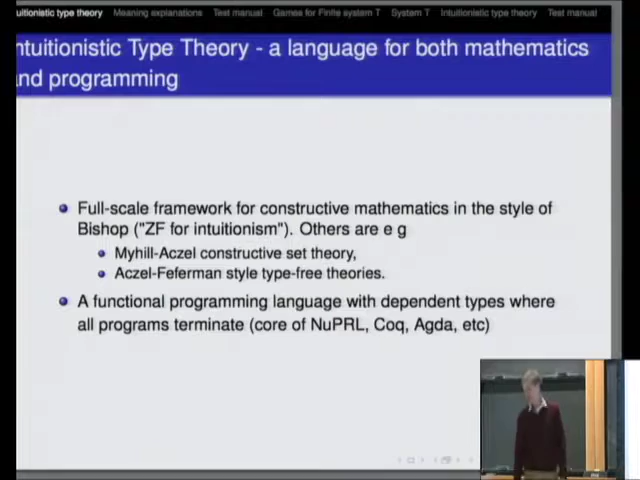 uitionistic type theory Meaning explanations Test manual Games for Finite system T System T Intuitionistic type theory Test manual
ntuitionistic Type Theory - a language for both mathematics
nd programming
Full-scale framework for constructive mathematics in the style of
Bishop ("ZF for intuitionism"). Others are e g
Myhill-Aczel constructive set theory,
Aczel-Feferman style type-free theories.
A functional programming language with dependent types where
all programs terminate (core of NuPRL, Coq, Agda, etc)